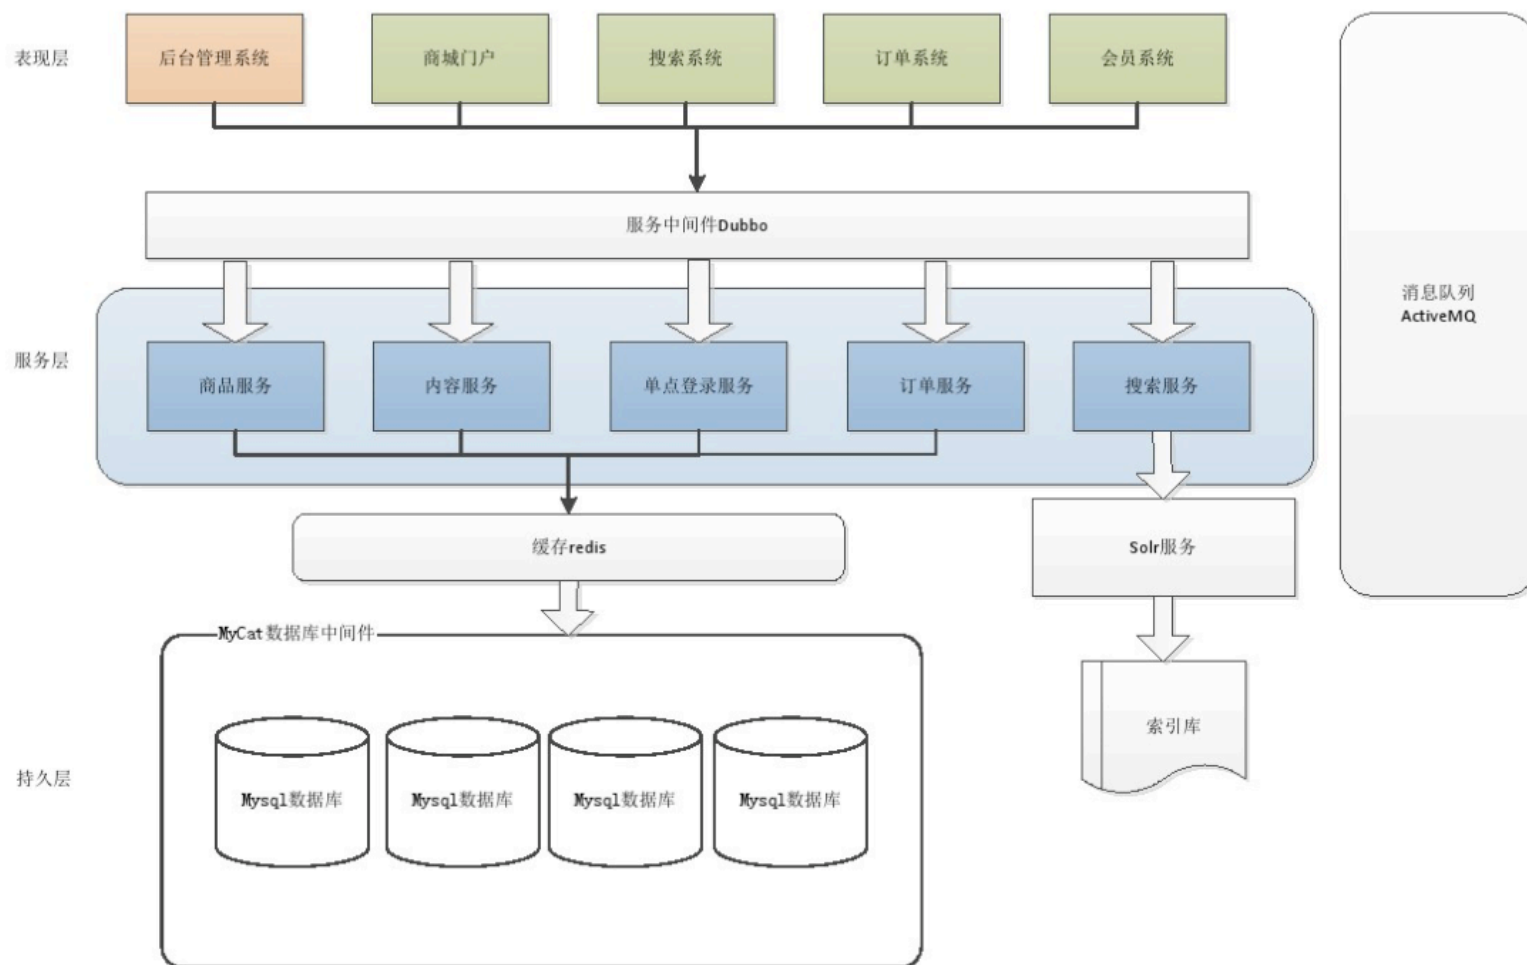 表现层
后台管理系统
商城门户
搜索系统
订单系统
会员系统
服务中间件Dubbo
消息队列
ActiveMQ
服务层
商品服务
内容服务
单点登录服务
订单服务
搜索服务
缓存redis
Solr服务
MyCat数据库中间件
索引库
持久层
Mysql数据库
Mysql数据库
Mysql数据库
Mysql数据库